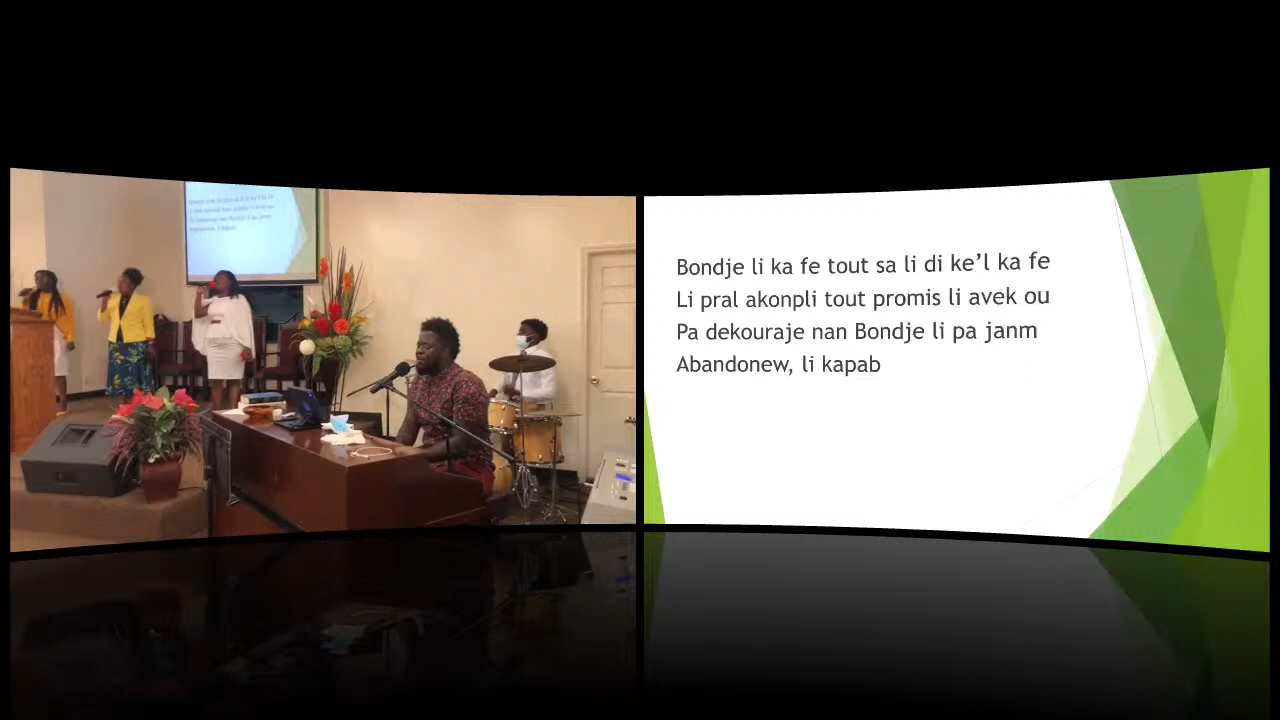 Bondje li ka fe tout sa li di ke’l ka fe
Li pral akonpli tout promis li avek ou
Pa dekouraje nan Bondje li pa janm
Abandonew, li kapab